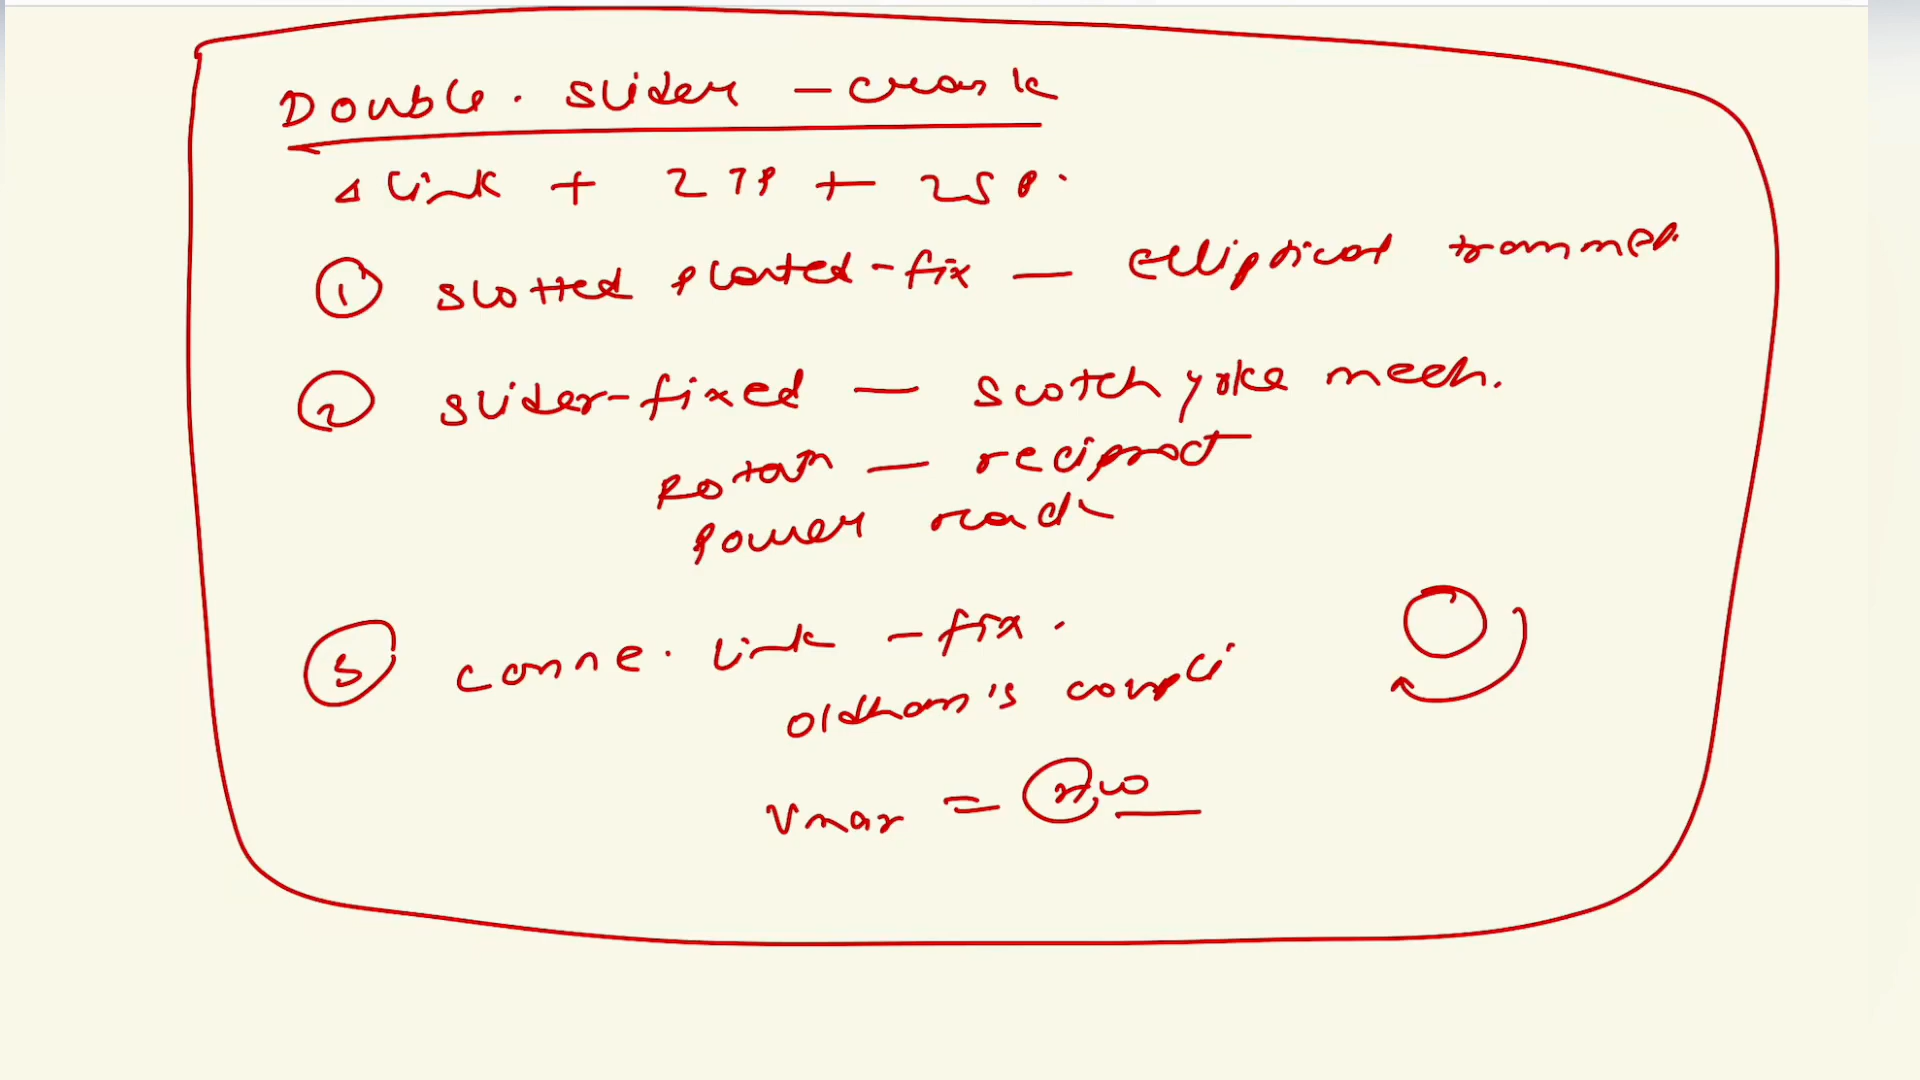 Double. slider - crank
4 link + 2TP + 2SP.
1 slotted plated-fix - elliptical trammel.
2 slider-fixed - scotch yoke mech.
Rotatn - reciproct
Power
3 conne. link - fix.
oldham's coupli
Vmax = r.ω